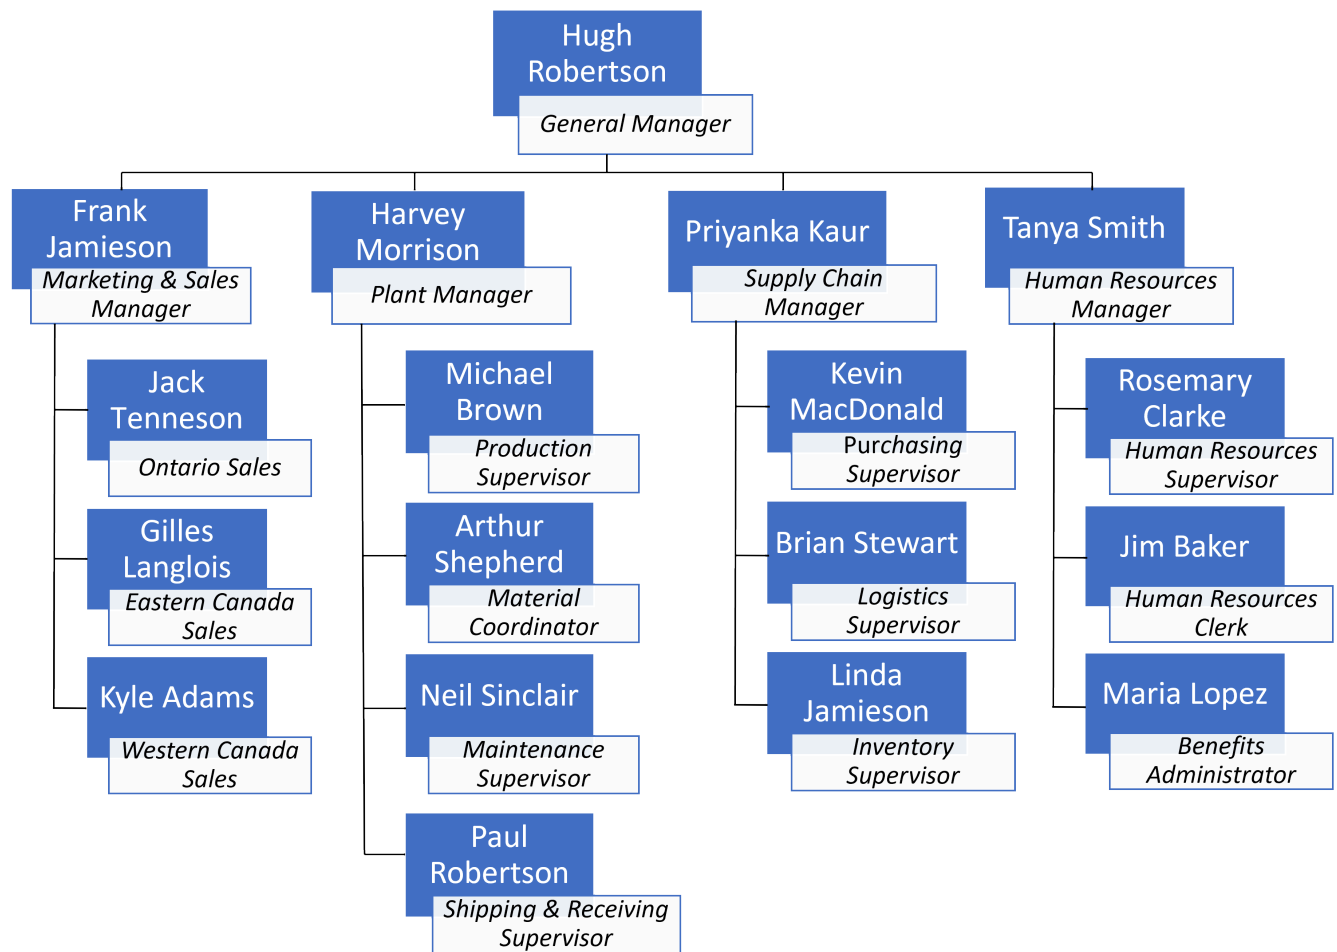 Hugh
Robertson
General Manager
Frank
Jamieson
Marketing & Sales
Manager
Harvey
Morrison
Plant Manager
Priyanka Kaur
Supply Chain
Manager
Tanya Smith
Human Resources
Manager
Jack
Tenneson
Ontario Sales
Gilles
Langlois
Eastern Canada
Sales
Kyle Adams
Western Canada
Sales
Michael
Brown
Production
Supervisor
Arthur
Shepherd
Material
Coordinator
Neil Sinclair
Maintenance
Supervisor
Paul
Robertson
Shipping & Receiving
Supervisor
Kevin
MacDonald
Purchasing
Supervisor
Brian Stewart
Logistics
Supervisor
Linda
Jamieson
Inventory
Supervisor
Rosemary
Clarke
Human Resources
Supervisor
Jim Baker
Human Resources
Clerk
Maria Lopez
Benefits
Administrator